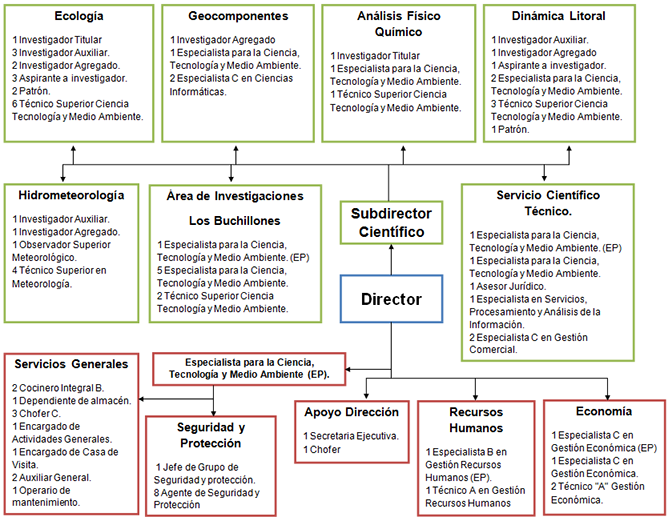 Ecología
1 Investigador Titular
3 Investigador Auxiliar.
2 Investigador Agregado.
3 Aspirante a investigador.
2 Patrón.
6 Técnico Superior Ciencia
Tecnología y Medio Ambiente.
Geocomponentes
1 Investigador Agregado
1 Especialista para la Ciencia,
Tecnología y Medio Ambiente.
2 Especialista C en Ciencias
Informáticas.
Análisis Físico
Químico
1 Investigador Titular
1 Especialista para la Ciencia,
Tecnología y Medio Ambiente.
1 Técnico Superior Ciencia
Tecnología y Medio Ambiente.
Dinámica Litoral
1 Investigador Auxiliar.
1 Investigador Agregado
1 Aspirante a investigador.
2 Especialista para la Ciencia,
Tecnología y Medio Ambiente.
3 Técnico Superior Ciencia
Tecnología y Medio Ambiente.
1 Patrón.
Hidrometeorología
1 Investigador Auxiliar.
1 Investigador Agregado.
1 Observador Superior
Meteorológico.
4 Técnico Superior en
Meteorología.
Área de Investigaciones
Los Buchillones
1 Especialista para la Ciencia,
Tecnología y Medio Ambiente. (EP)
5 Especialista para la Ciencia,
Tecnología y Medio Ambiente.
2 Técnico Superior Ciencia
Tecnología y Medio Ambiente.
Subdirector
Científico
Servicio Científico
Técnico.
1 Especialista para la Ciencia,
Tecnología y Medio Ambiente. (EP)
1 Especialista para la Ciencia,
Tecnología y Medio Ambiente.
1 Asesor Jurídico.
1 Especialista en Servicios,
Procesamiento y Análisis de la
Información.
2 Especialista C en Gestión
Comercial.
Director
Servicios Generales
2 Cocinero Integral B.
1 Dependiente de almacén.
3 Chofer C.
1 Encargado de
Actividades Generales.
1 Encargado de Casa de
Visita.
2 Auxiliar General.
1 Operario de
mantenimiento.
Especialista para la Ciencia,
Tecnología y Medio Ambiente (EP).
Seguridad y
Protección
1 Jefe de Grupo de
Seguridad y protección.
8 Agente de Seguridad y
Protección
Apoyo Dirección
1 Secretaria Ejecutiva.
1 Chofer
Recursos
Humanos
1 Especialista B en
Gestión Recursos
Humanos (EP).
1 Técnico A en Gestión
Recursos Humanos
Economía
1 Especialista C en
Gestión Económica (EP)
1 Especialista C en
Gestión Económica.
2 Técnico "A" Gestión
Económica.